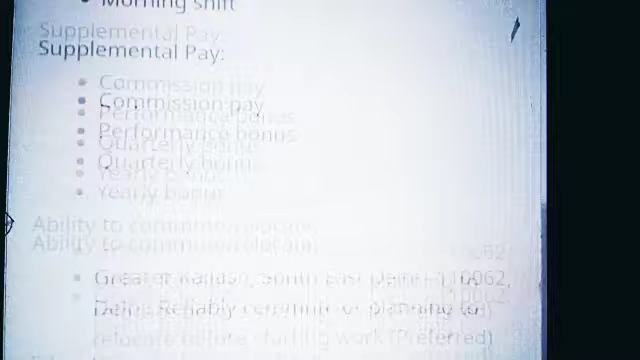 Morning shift
Supplemental Pay:
Commission pay
Performance bonus
Quarterly bonus
Yearly bonus
Ability to commute/relocate:
Greater Kailash, South East Delhi - 110062,
Delhi: Reliably commute or planning to
relocate before starting work (Preferred)